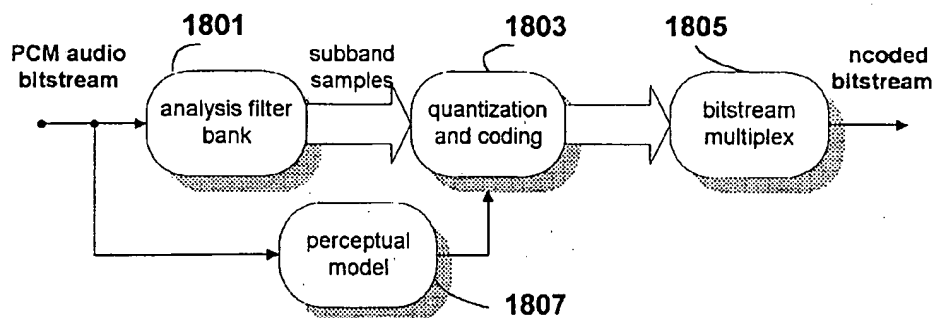 1801
1803
1805
PCM audio
bitstream
subband
samples
ncoded
bitstream
analysis filter
bank
quantization
and coding
bitstream
multiplex
perceptual
model
1807